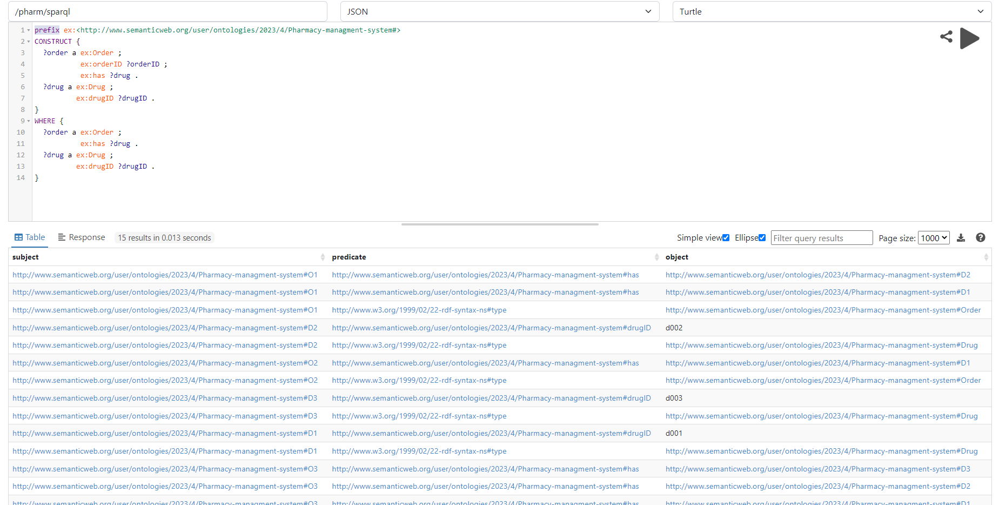 /pharm/sparql JSON Turtle
1 prefix ex:<http://www.semanticweb.org/user/ontologies/2023/4/Pharmacy-managment-system#>
2 CONSTRUCT {
3 ?order a ex:Order ;
4 ex:orderID ?orderID ;
5 ex:has ?drug .
6 ?drug a ex:Drug ;
7 ex:drugID ?drugID .
8 }
9 WHERE {
10 ?order a ex:Order ;
11 ex:has ?drug .
12 ?drug a ex:Drug ;
13 ex:drugID ?drugID .
14 }
Table Response 15 results in 0.013 seconds Simple view Ellipse Filter query results Page size: 1000
subject predicate object
http://www.semanticweb.org/user/ontologies/2023/4/Pharmacy-managment-system#O1 http://www.semanticweb.org/user/ontologies/2023/4/Pharmacy-managment-system#has http://www.semanticweb.org/user/ontologies/2023/4/Pharmacy-managment-system#D2
http://www.semanticweb.org/user/ontologies/2023/4/Pharmacy-managment-system#O1 http://www.semanticweb.org/user/ontologies/2023/4/Pharmacy-managment-system#has http://www.semanticweb.org/user/ontologies/2023/4/Pharmacy-managment-system#D1
http://www.semanticweb.org/user/ontologies/2023/4/Pharmacy-managment-system#O1 http://www.w3.org/1999/02/22-rdf-syntax-ns#type http://www.semanticweb.org/user/ontologies/2023/4/Pharmacy-managment-system#Order
http://www.semanticweb.org/user/ontologies/2023/4/Pharmacy-managment-system#D2 http://www.semanticweb.org/user/ontologies/2023/4/Pharmacy-managment-system#drugID d002
http://www.semanticweb.org/user/ontologies/2023/4/Pharmacy-managment-system#D2 http://www.w3.org/1999/02/22-rdf-syntax-ns#type http://www.semanticweb.org/user/ontologies/2023/4/Pharmacy-managment-system#Drug
http://www.semanticweb.org/user/ontologies/2023/4/Pharmacy-managment-system#O2 http://www.semanticweb.org/user/ontologies/2023/4/Pharmacy-managment-system#has http://www.semanticweb.org/user/ontologies/2023/4/Pharmacy-managment-system#D1
http://www.semanticweb.org/user/ontologies/2023/4/Pharmacy-managment-system#O2 http://www.w3.org/1999/02/22-rdf-syntax-ns#type http://www.semanticweb.org/user/ontologies/2023/4/Pharmacy-managment-system#Order
http://www.semanticweb.org/user/ontologies/2023/4/Pharmacy-managment-system#D3 http://www.semanticweb.org/user/ontologies/2023/4/Pharmacy-managment-system#drugID d003
http://www.semanticweb.org/user/ontologies/2023/4/Pharmacy-managment-system#D3 http://www.w3.org/1999/02/22-rdf-syntax-ns#type http://www.semanticweb.org/user/ontologies/2023/4/Pharmacy-managment-system#Drug
http://www.semanticweb.org/user/ontologies/2023/4/Pharmacy-managment-system#D1 http://www.semanticweb.org/user/ontologies/2023/4/Pharmacy-managment-system#drugID d001
http://www.semanticweb.org/user/ontologies/2023/4/Pharmacy-managment-system#D1 http://www.w3.org/1999/02/22-rdf-syntax-ns#type http://www.semanticweb.org/user/ontologies/2023/4/Pharmacy-managment-system#Drug
http://www.semanticweb.org/user/ontologies/2023/4/Pharmacy-managment-system#O3 http://www.semanticweb.org/user/ontologies/2023/4/Pharmacy-managment-system#has http://www.semanticweb.org/user/ontologies/2023/4/Pharmacy-managment-system#D3
http://www.semanticweb.org/user/ontologies/2023/4/Pharmacy-managment-system#O3 http://www.semanticweb.org/user/ontologies/2023/4/Pharmacy-managment-system#has http://www.semanticweb.org/user/ontologies/2023/4/Pharmacy-managment-system#D2
http://www.semanticweb.org/user/ontologies/2023/4/Pharmacy-managment-system#O3 http://www.semanticweb.org/user/ontologies/2023/4/Pharmacy-managment-system#has http://www.semanticweb.org/user/ontologies/2023/4/Pharmacy-managment-system#D1